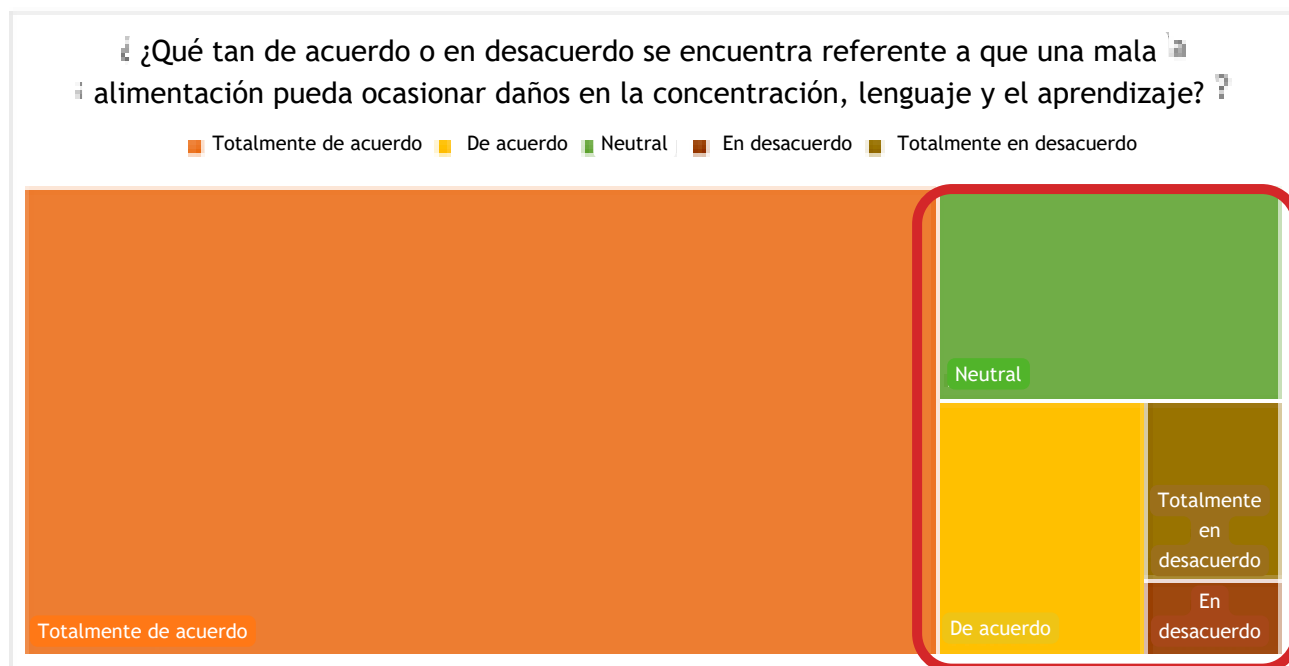 ¿Qué tan de acuerdo o en desacuerdo se encuentra referente a que una mala
alimentación pueda ocasionar daños en la concentración, lenguaje y el aprendizaje?
Totalmente de acuerdo De acuerdo Neutral En desacuerdo Totalmente en desacuerdo
Neutral
Totalmente
en
desacuerdo
En
desacuerdo
De acuerdo
Totalmente de acuerdo